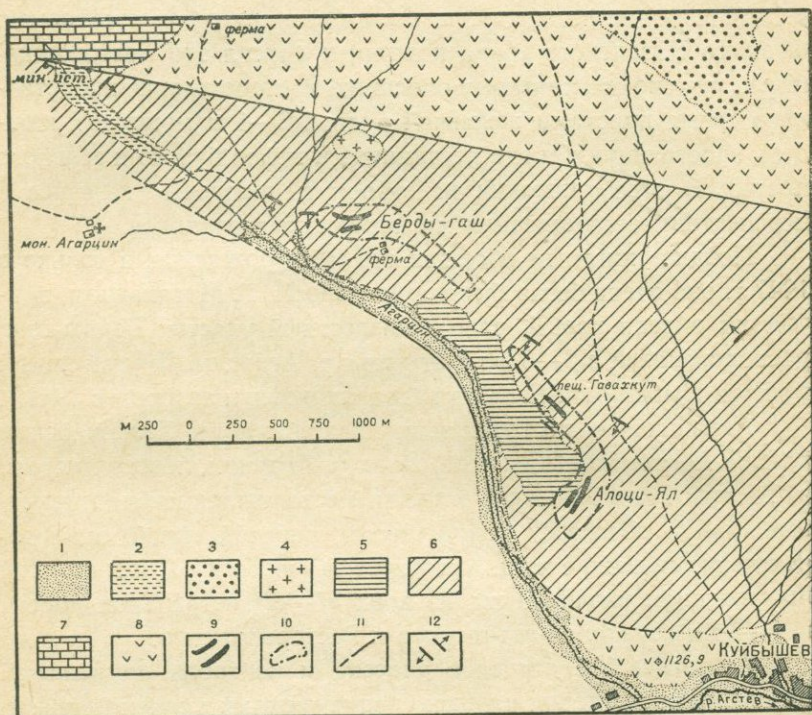 ферма
мин. ист.
Берды-гаш
мон. Агарцин
ферма
Агарцин
пещ. Гавахкут
м 250 0 250 500 750 1000 м
Алоци-Ял
1 2 3 4 5 6
7 8 9 10 11 12
1126,9
КУЙБЫШЕВ
р. Агстев